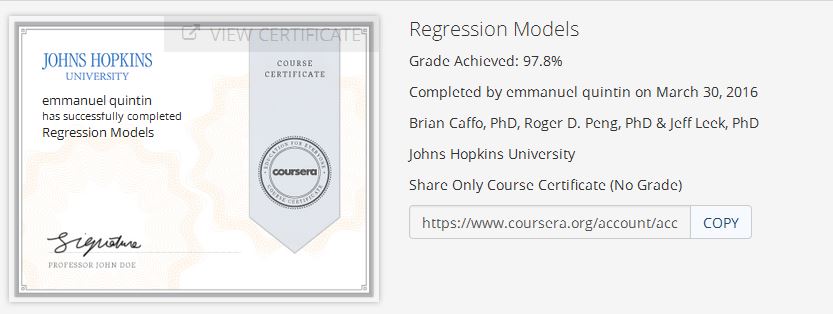 VIEW CERTIFICATE
JOHNS HOPKINS
UNIVERSITY
emmanuel quintin
has successfully completed
Regression Models
COURSE
CERTIFICATE
EDUCATION FOR EVERYONE
coursera
COURSE CERTIFICATE
Signature
PROFESSOR JOHN DOE
Regression Models
Grade Achieved: 97.8%
Completed by emmanuel quintin on March 30, 2016
Brian Caffo, PhD, Roger D. Peng, PhD & Jeff Leek, PhD
Johns Hopkins University
Share Only Course Certificate (No Grade)
https://www.coursera.org/account/acc
COPY